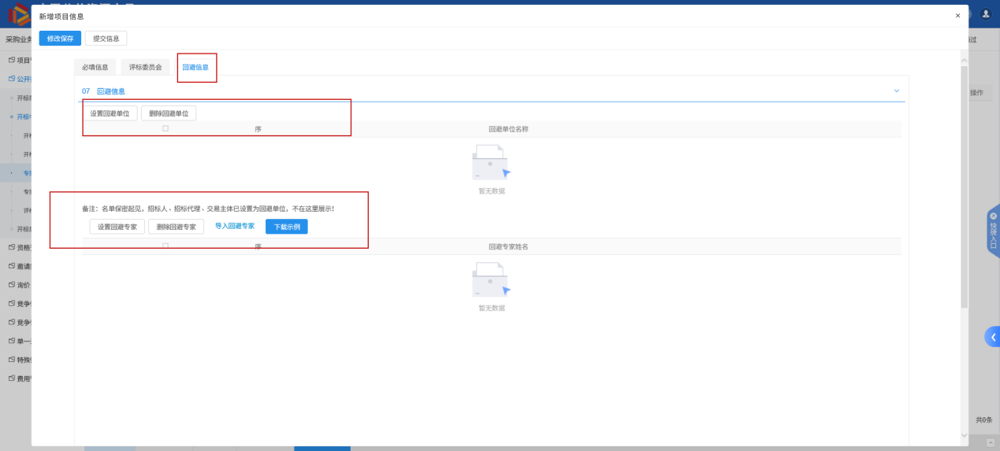 新增项目信息
×
采购业务
修改保存
提交信息
过
项目
必填信息
评标委员会
回避信息
公开
07 回避信息
操作
开标
设置回避单位
删除回避单位
开标
序
回避单位名称
开标
开标
专
暂无数据
专
备注：名单保密起见，招标人、招标代理、交易主体已设置为回避单位，不在这里展示！
评标
设置回避专家
删除回避专家
导入回避专家
下载示例
开标
快捷入口
资格
序
回避专家姓名
邀请
询价
竞争
暂无数据
竞争
单一
特殊
费用
共0条